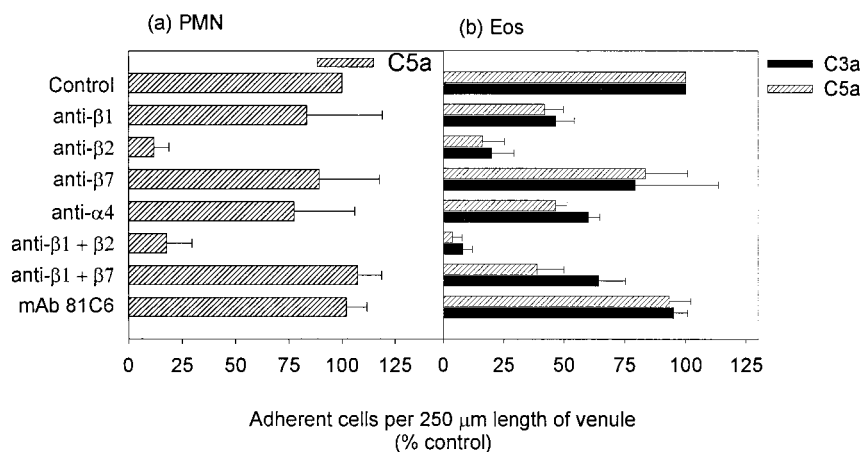 (a) PMN
(b) Eos
C5a
C3a
C5a
Control
anti-β1
anti-β2
anti-β7
anti-α4
anti-β1 + β2
anti-β1 + β7
mAb 81C6
0 25 50 75 100 125
0 25 50 75 100 125
Adherent cells per 250 μm length of venule
(% control)